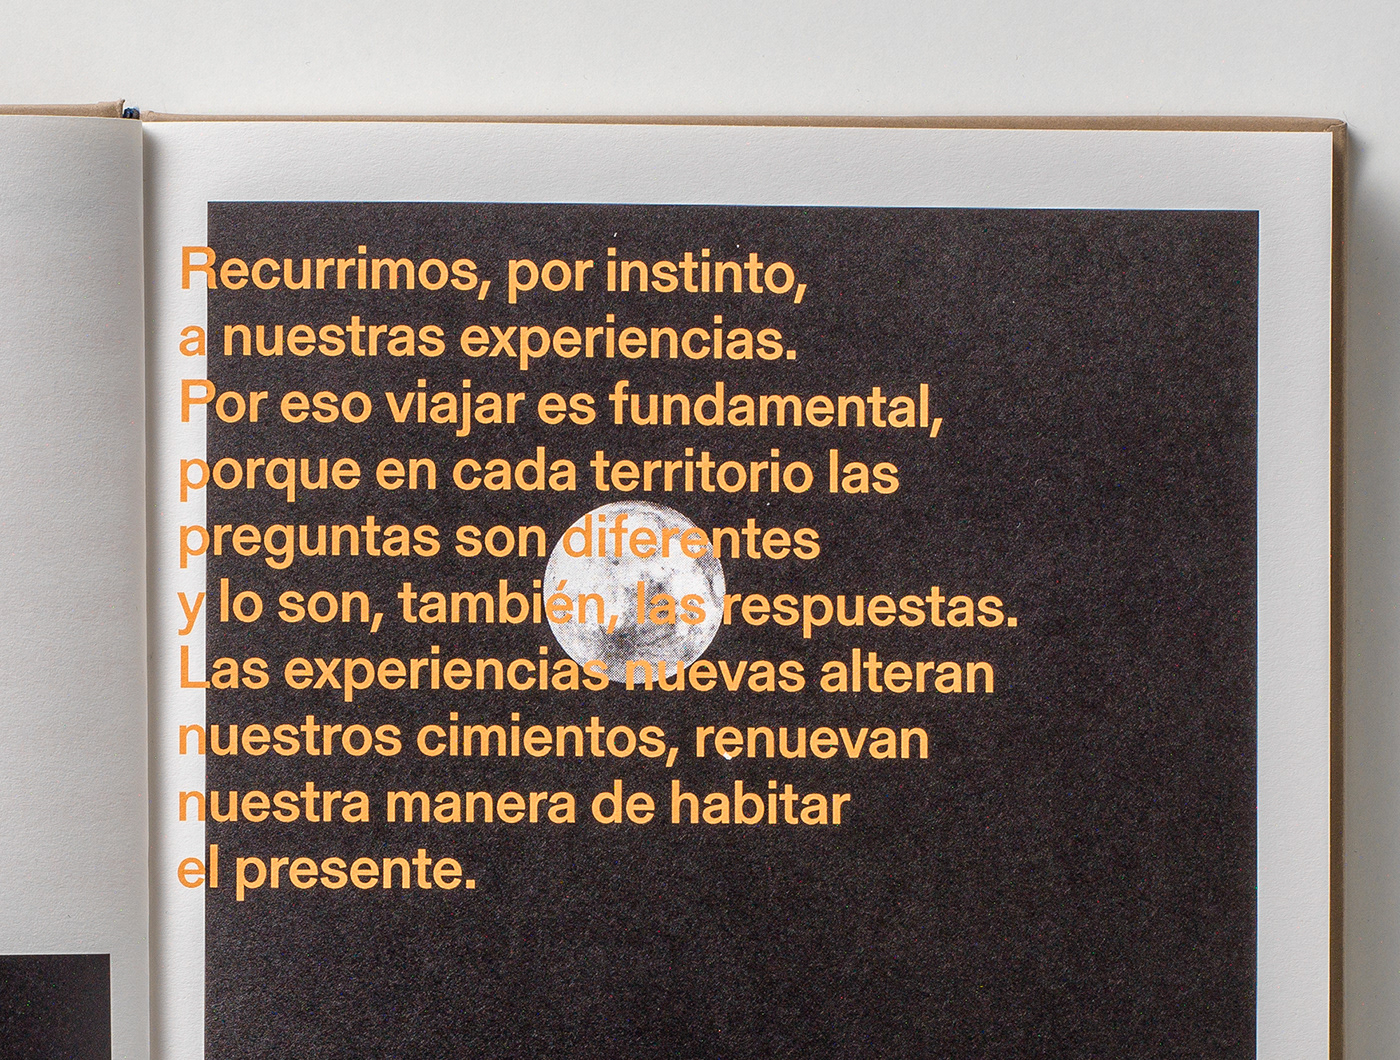 Recurrimos, por instinto,
a nuestras experiencias.
Por eso viajar es fundamental,
porque en cada territorio las
preguntas son diferentes
y lo son, también, las respuestas.
Las experiencias nuevas alteran
nuestros cimientos, renuevan
nuestra manera de habitar
el presente.